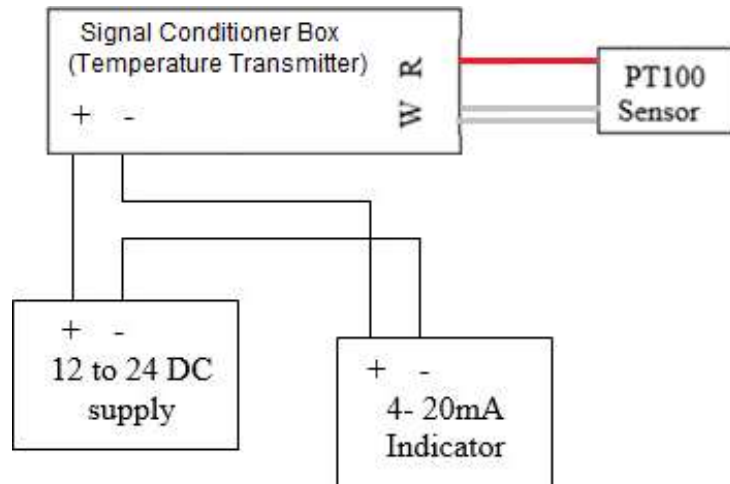 Signal Conditioner Box
(Temperature Transmitter)
R
W
+ -
PT100
Sensor
+ -
12 to 24 DC
supply
+ -
4- 20mA
Indicator